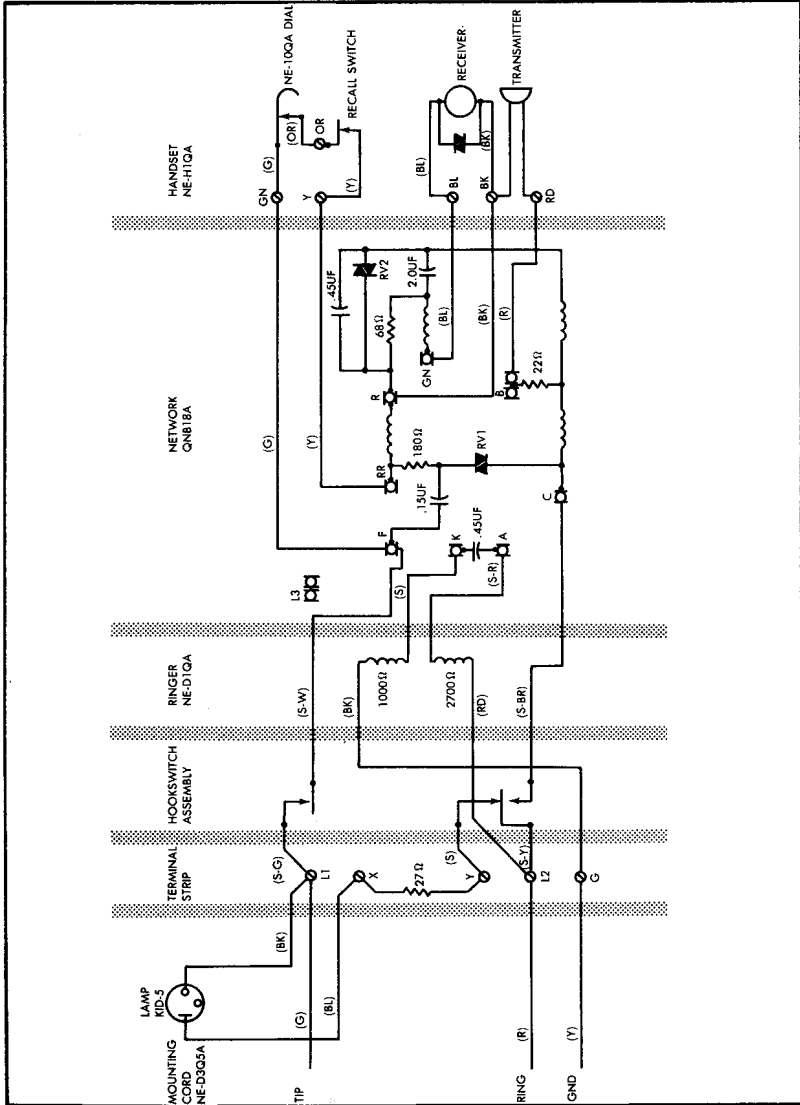 MOUNTING
CORD
NE-D3Q5A
TERMINAL
STRIP
HOOKSWITCH
ASSEMBLY
RINGER
NE-D1QA
NETWORK
QNB18A
HANDSET
NE-H1QA
LAMP
KID-5
(BK)
(S-G)
L1
(G)
TIP
(BL)
X
27 Ω
Y
(S)
(S-Y)
L2
(R)
RING
G
(Y)
GND
(S-W)
(BK)
1000Ω
2700Ω
(RD)
(S-BR)
L3
F
(S)
K
.45UF
A
(S-R)
.15UF
C
(G)
(Y)
RR
180Ω
RV1
R
68Ω
.45UF
RV2
2.0UF
GN
(BL)
(BK)
(R)
B
22Ω
GN
(G)
NE-10QA DIAL
(OR)
OR
RECALL SWITCH
Y
(Y)
(BL)
BL
RECEIVER
(BK)
BK
TRANSMITTER
RD